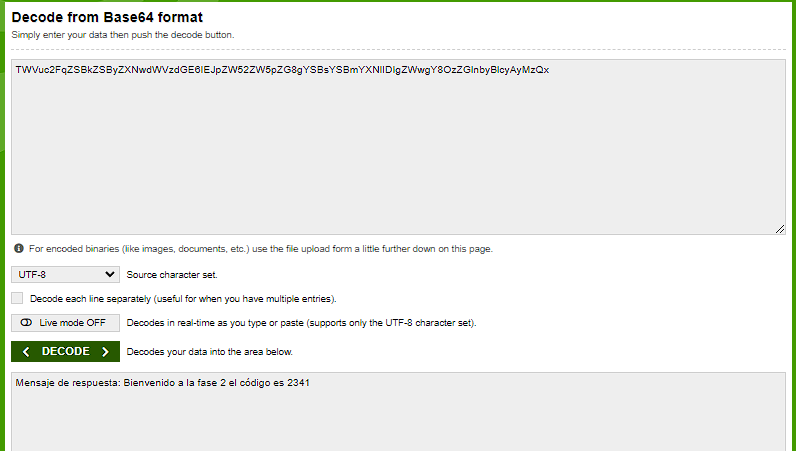 Decode from Base64 format
Simply enter your data then push the decode button.
TWVuc2FqZSBkZSByZXNwdWVzdGE6IEJpZW52ZW5pZG8gYSBsYSBmYXNlIDIgZWwgY8OzZGlnbyBlcyAyMzQx
For encoded binaries (like images, documents, etc.) use the file upload form a little further down on this page.
UTF-8 Source character set.
Decode each line separately (useful for when you have multiple entries).
Live mode OFF Decodes in real-time as you type or paste (supports only the UTF-8 character set).
DECODE Decodes your data into the area below.
Mensaje de respuesta: Bienvenido a la fase 2 el código es 2341